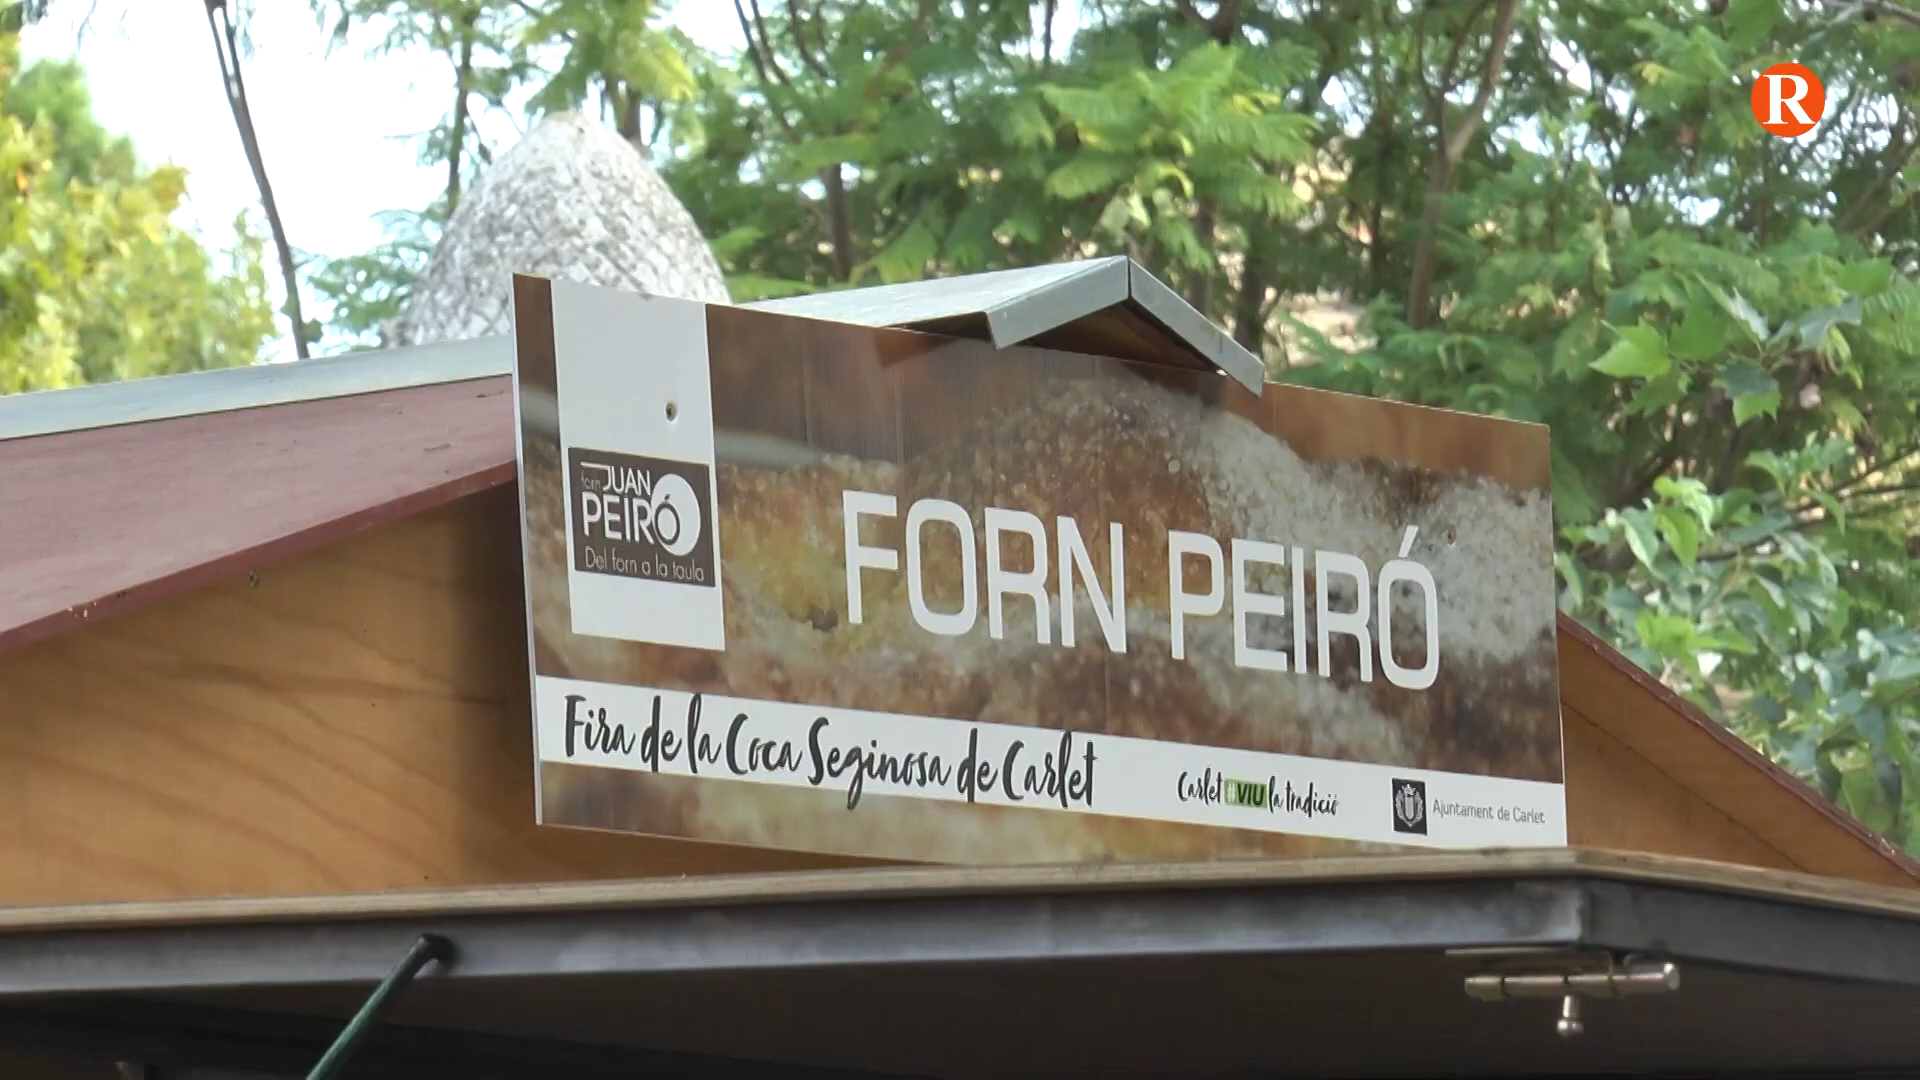 R
forn JUAN
PEIRÓ
Del forn a la taula
FORN PEIRÓ
Fira de la Coca Seginosa de Carlet
Carlet #VIU la tradició
Ajuntament de Carlet